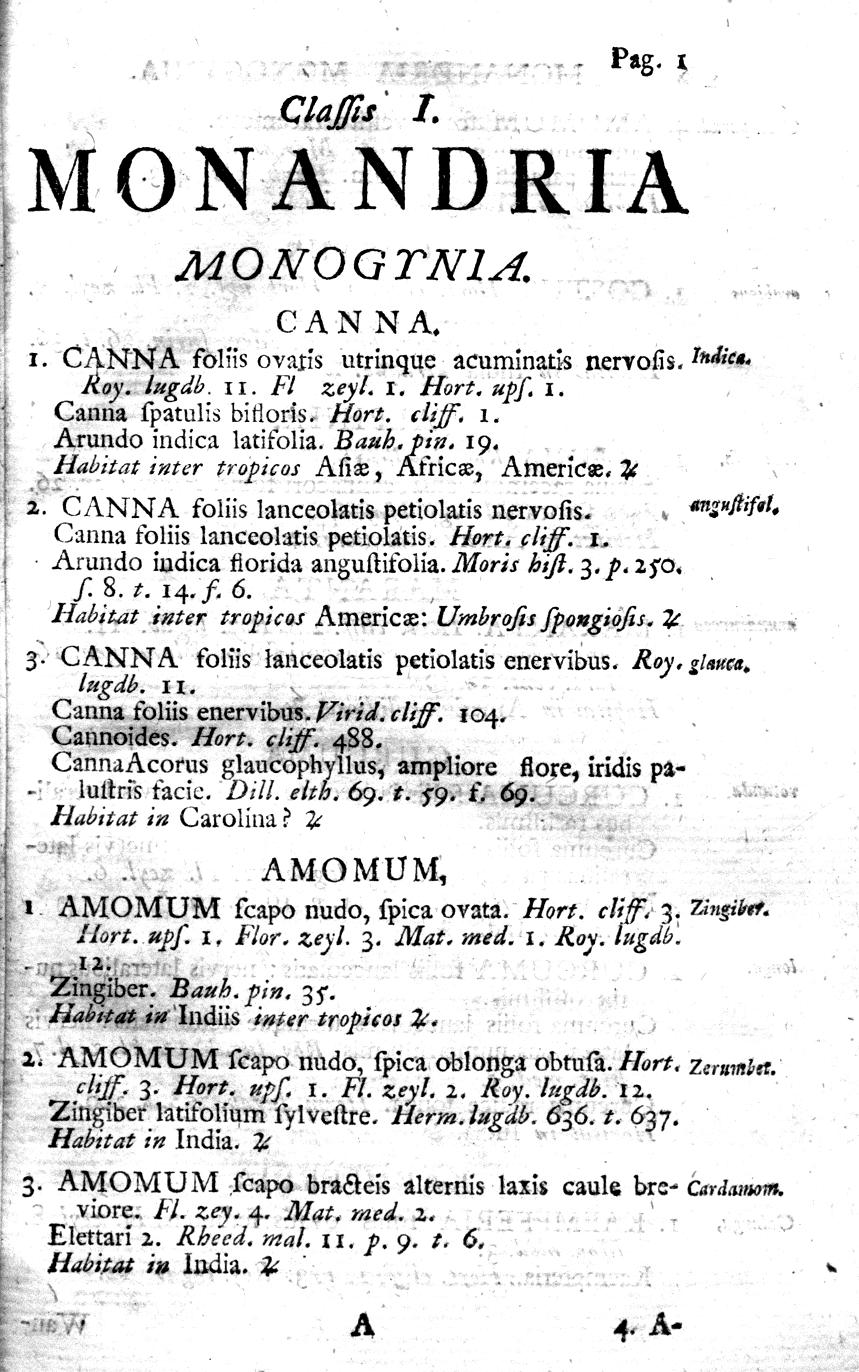 Pag. 1
Claſſis I.
MONANDRIA
MONOGYNIA.
CANNA.
1. CANNA foliis ovatis utrinque acuminatis nervoſis. Indica.
Roy. lugdb. 11. Fl zeyl. 1. Hort. upſ. 1.
Canna ſpatulis bifloris. Hort. cliff. 1.
Arundo indica latifolia. Bauh. pin. 19.
Habitat inter tropicos Aſiæ, Africæ, Americæ. ♃
2. CANNA foliis lanceolatis petiolatis nervoſis. anguſtifol.
Canna foliis lanceolatis petiolatis. Hort. cliff. 1.
Arundo indica florida anguſtifolia. Moris hiſt. 3. p. 250.
ſ. 8. t. 14. f. 6.
Habitat inter tropicos Americæ: Umbroſis ſpongioſis. ♃
3. CANNA foliis lanceolatis petiolatis enervibus. Roy. glauca.
lugdb. 11.
Canna foliis enervibus. Virid. cliff. 104.
Cannoides. Hort. cliff. 488.
CannaAcorus glaucophyllus, ampliore flore, iridis pa-
luſtris facie. Dill. elth. 69. t. 59. f. 69.
Habitat in Carolina? ♃
AMOMUM,
1 AMOMUM ſcapo nudo, ſpica ovata. Hort. cliff. 3. Zingiber.
Hort. upſ. 1. Flor. zeyl. 3. Mat. med. 1. Roy. lugdb.
12.
Zingiber. Bauh. pin. 35.
Habitat in Indiis inter tropicos ♃.
2. AMOMUM ſcapo nudo, ſpica oblonga obtuſa. Hort. Zerumbet.
cliff. 3. Hort. upſ. 1. Fl. zeyl. 2. Roy. lugdb. 12.
Zingiber latifolium ſylveſtre. Herm. lugdb. 636. t. 637.
Habitat in India. ♃
3. AMOMUM ſcapo bracteis alternis laxis caule bre- Cardamom.
viore. Fl. zey. 4. Mat. med. 2.
Elettari 2. Rheed. mal. 11. p. 9. t. 6.
Habitat in India. ♃
A 4. A-